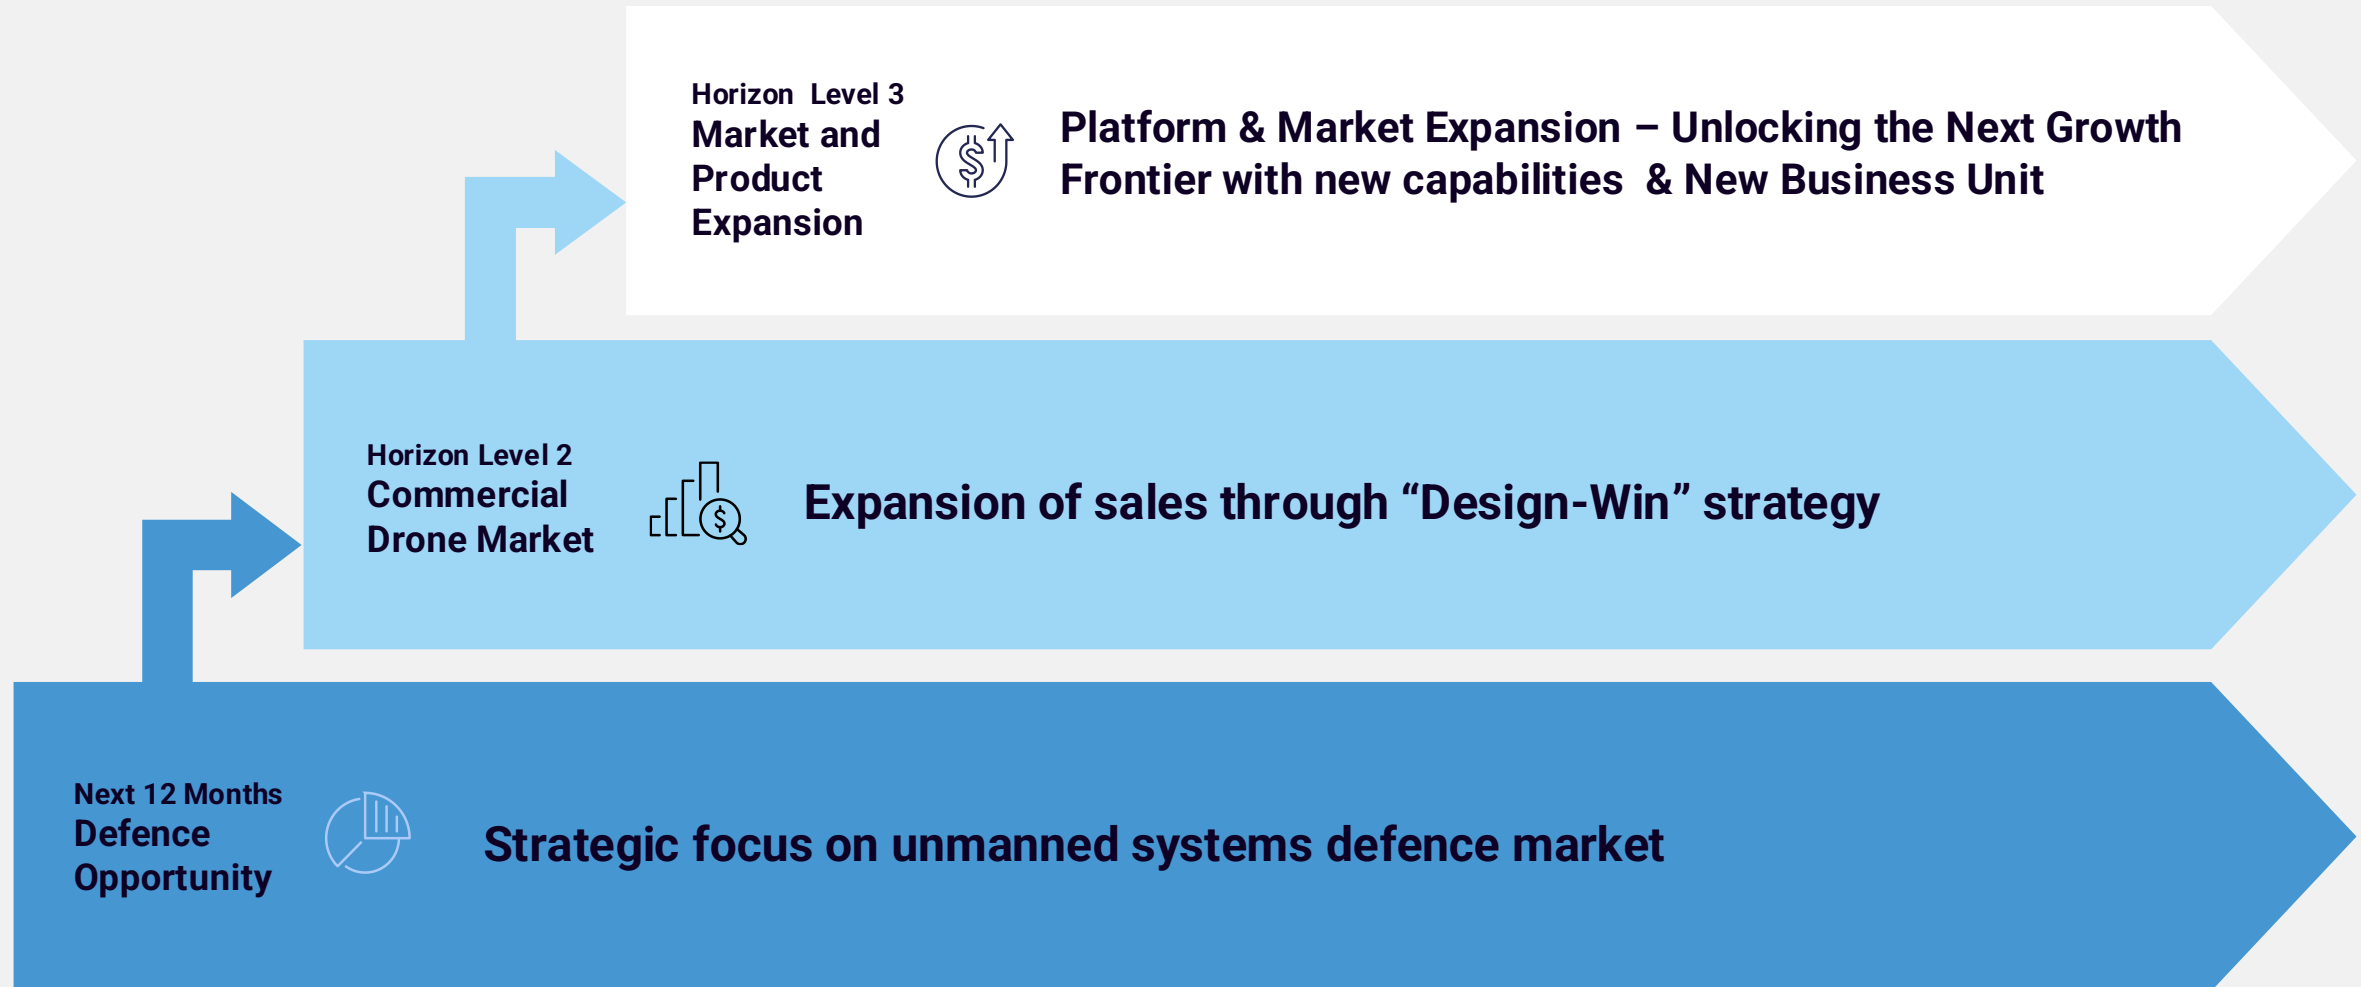 Horizon  Level 3
Market and
Product
Expansion
Platform & Market Expansion – Unlocking the Next Growth
Frontier with new capabilities  & New Business Unit
Horizon Level 2
Commercial
Drone Market
Expansion of sales through “Design-Win” strategy
Next 12 Months
Defence
Opportunity
Strategic focus on unmanned systems defence market